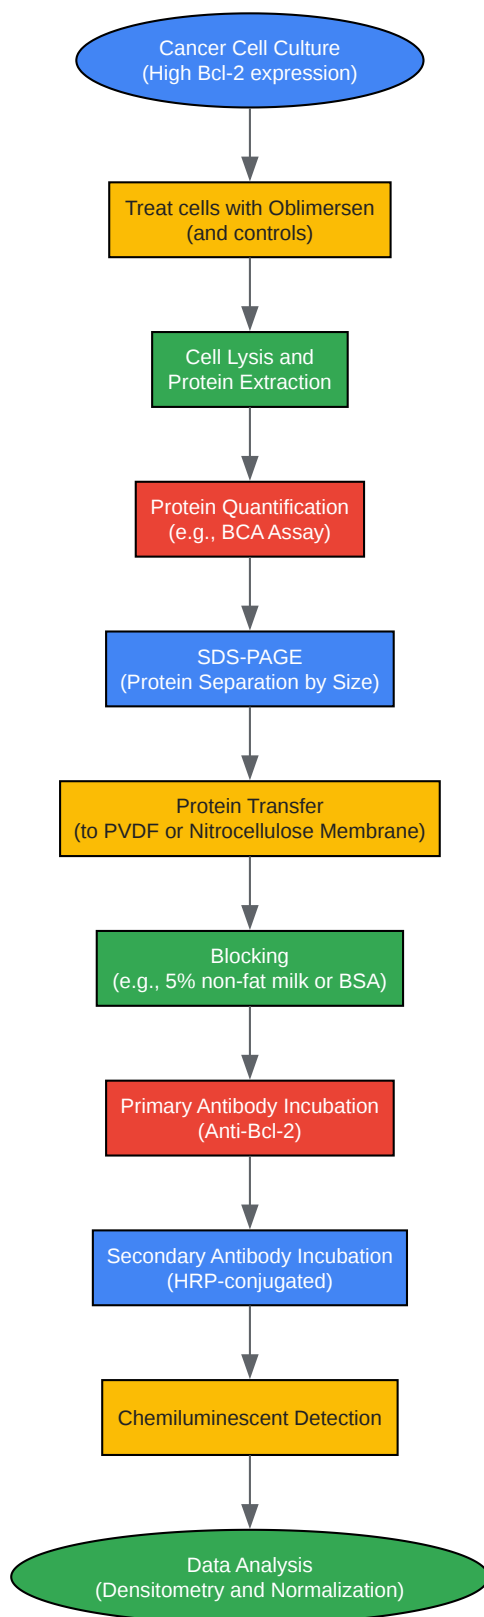 Cancer Cell Culture
(High Bcl-2 expression)
Treat cells with Oblimersen
(and controls)
Cell Lysis and
Protein Extraction
Protein Quantification
(e.g., BCA Assay)
SDS-PAGE
(Protein Separation by Size)
Protein Transfer
(to PVDF or Nitrocellulose Membrane)
Blocking
(e.g., 5% non-fat milk or BSA)
Primary Antibody Incubation
(Anti-Bcl-2)
Secondary Antibody Incubation
(HRP-conjugated)
Chemiluminescent Detection
Data Analysis
(Densitometry and Normalization)